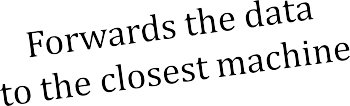 Forwards the data
to the closest machine